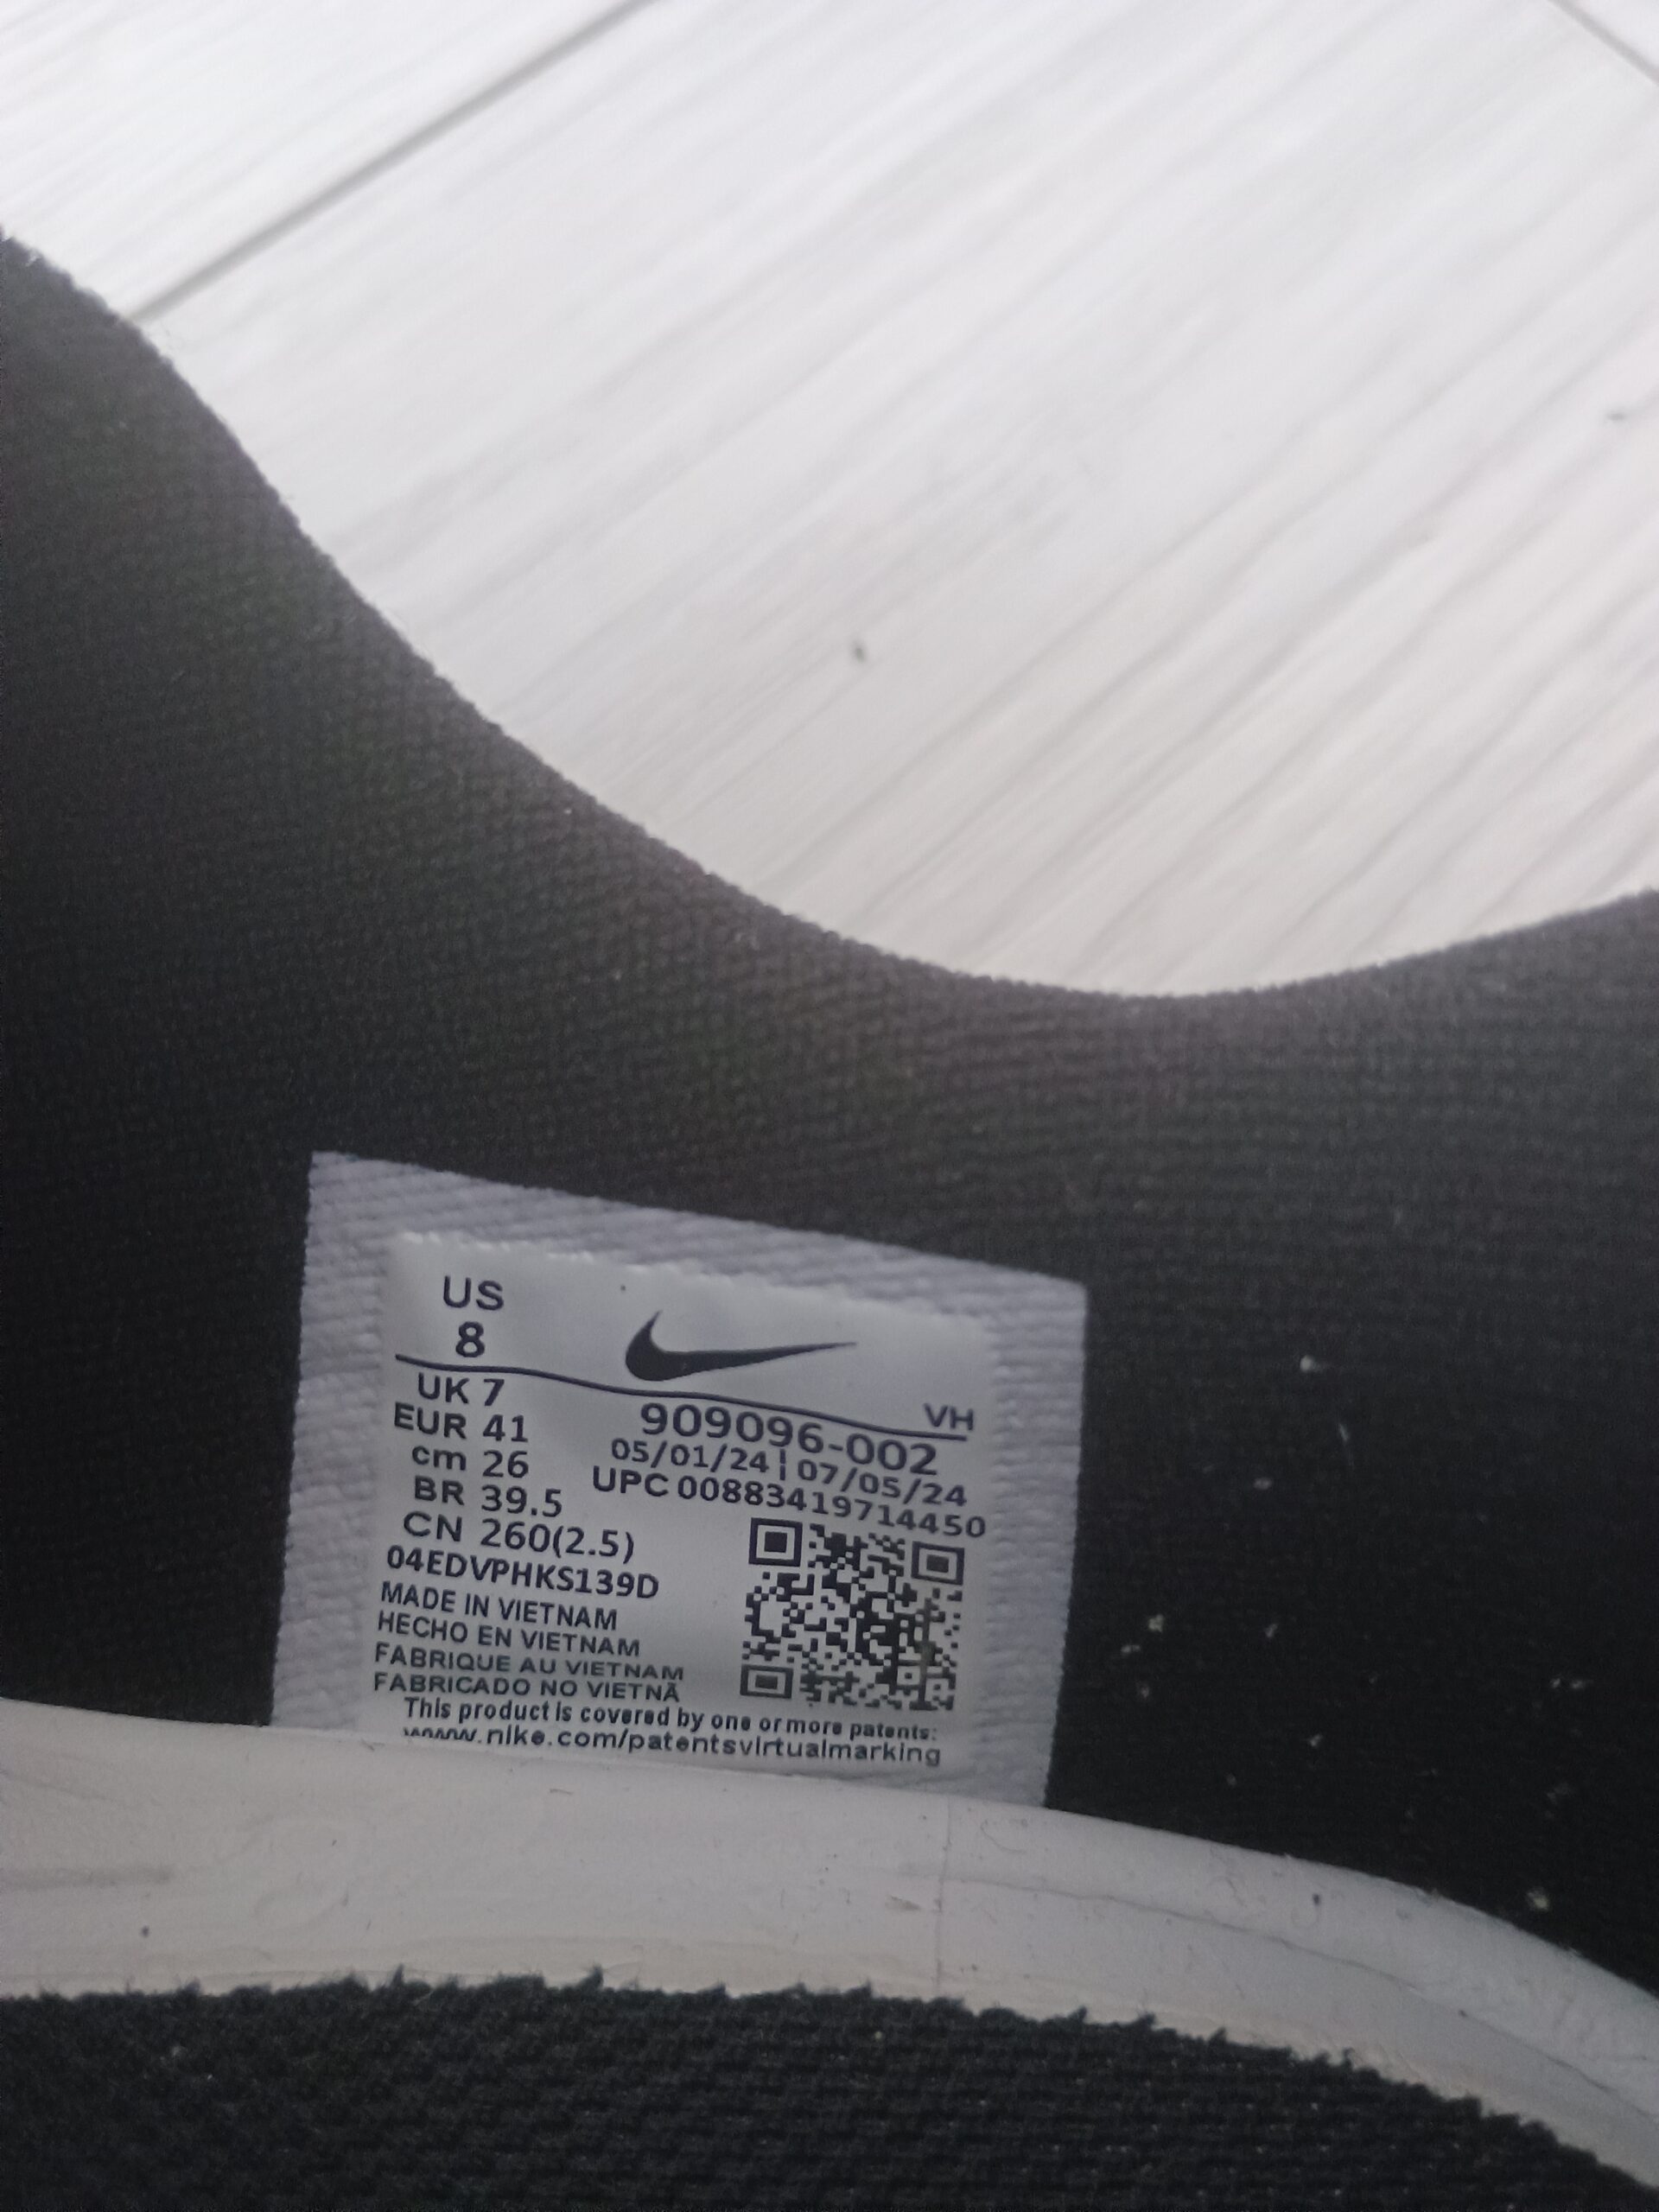 US
8
VH
UK 7
909096-002
EUR 41
05/01/24 | 07/05/24
cm 26
UPC 00883419714450
BR 39.5
CN 260(2.5)
04EDVPHKS139D
MADE IN VIETNAM
HECHO EN VIETNAM
FABRIQUE AU VIETNAM
FABRICADO NO VIETNÃ
This product is covered by one or more patents:
www.nike.com/patentsvirtualmarking